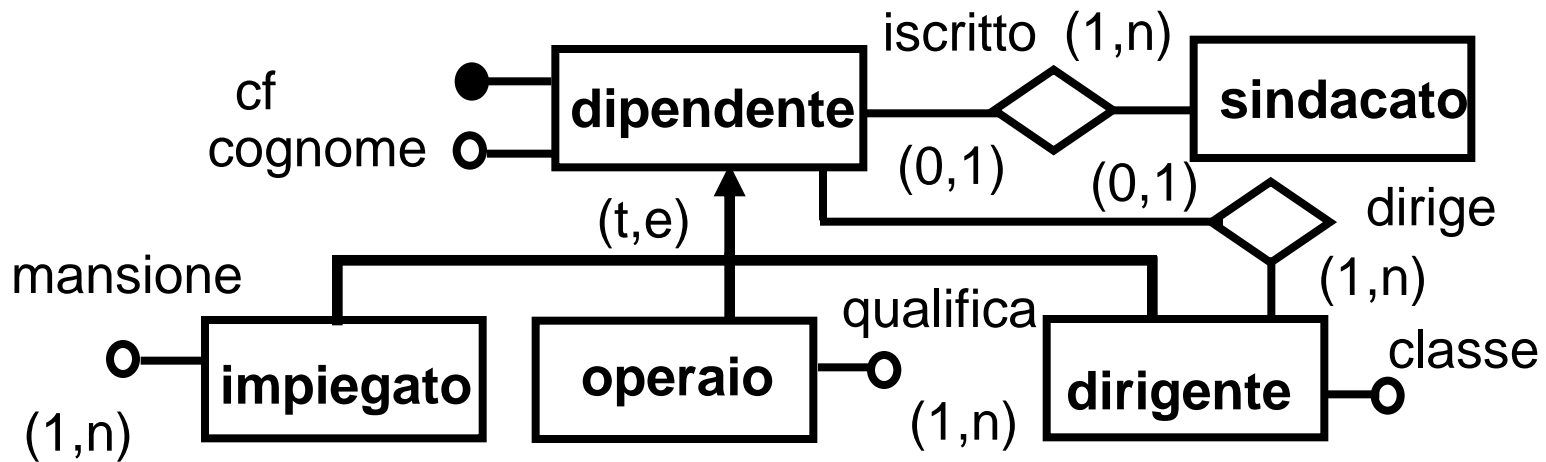 iscritto (1,n)
cf
dipendente
sindacato
cognome
(0,1)
(0,1)
dirige
(t,e)
mansione
(1,n)
qualifica
classe
impiegato
operaio
dirigente
(1,n)
(1,n)